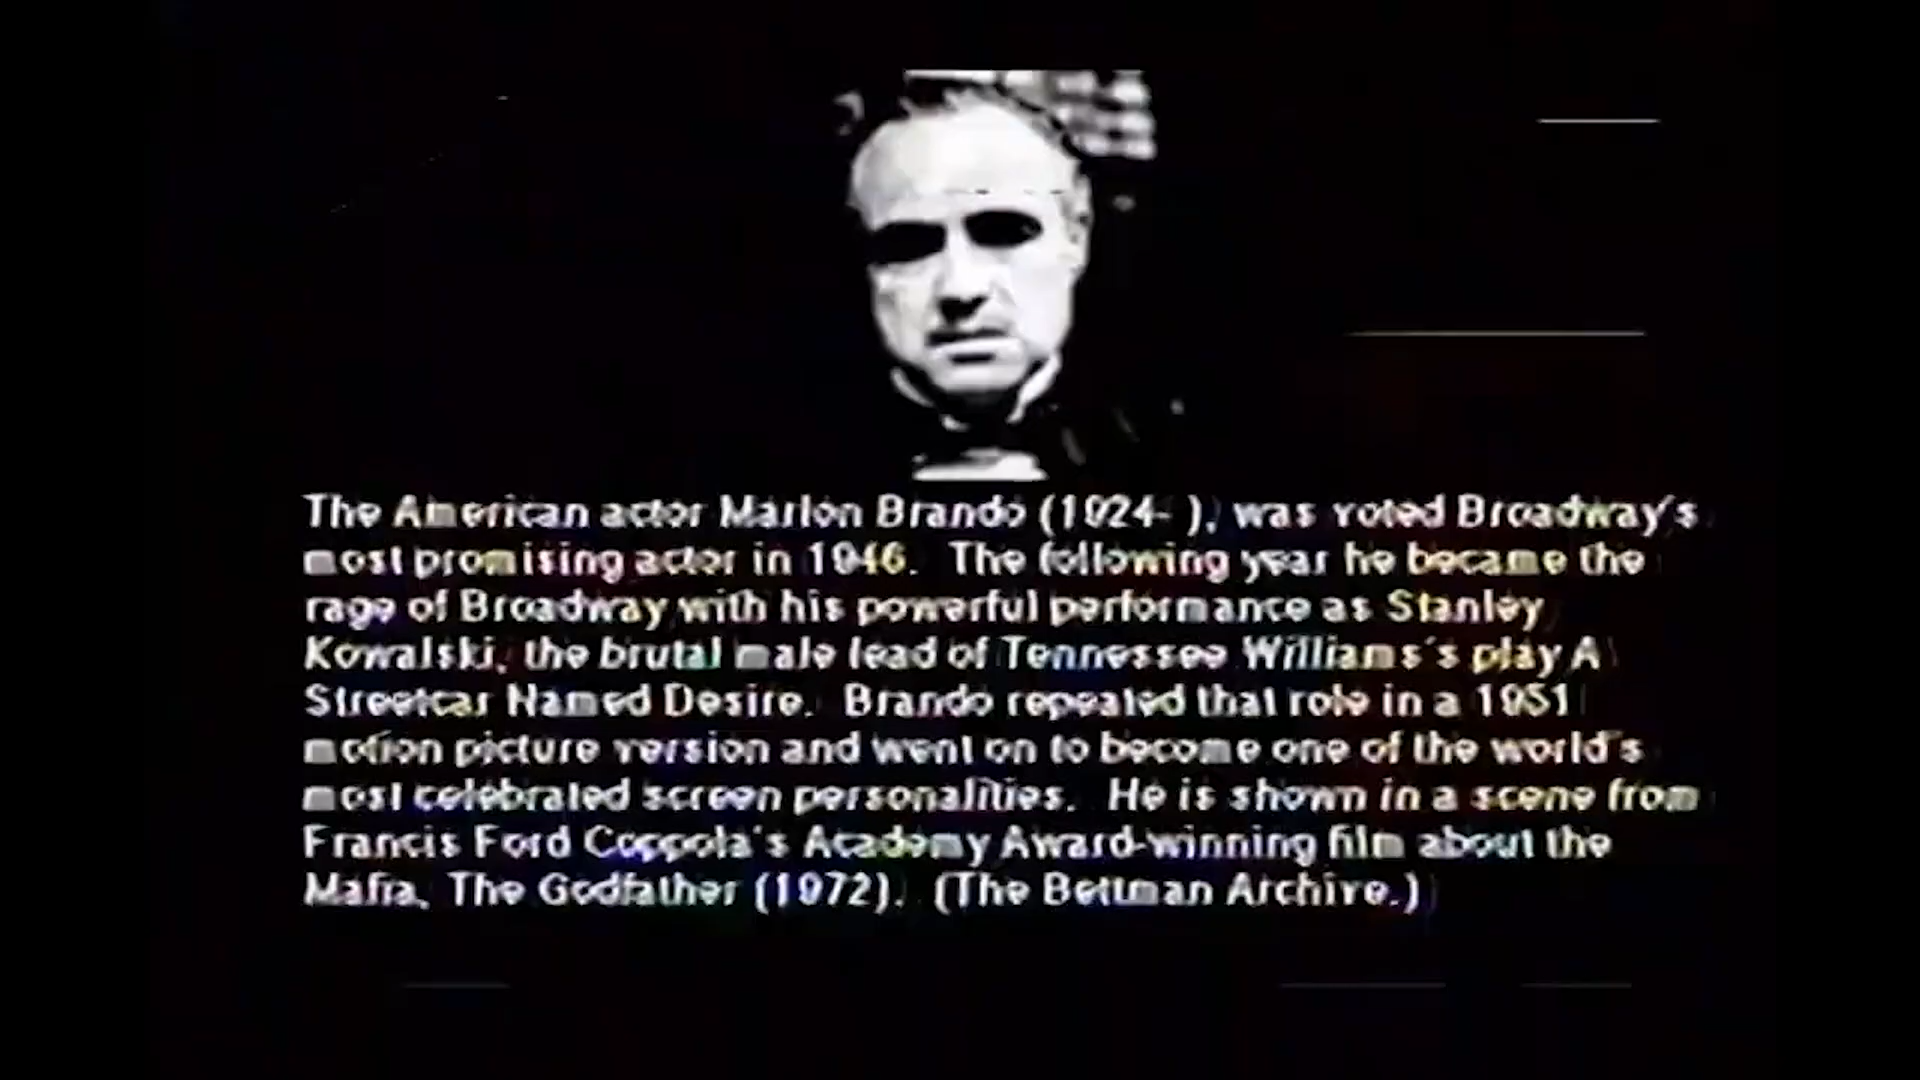 The American actor Marlon Brando (1924- ), was voted Broadway's
most promising actor in 1946.  The following year he became the
rage of Broadway with his powerful performance as Stanley
Kowalski, the brutal male lead of Tennessee Williams's play A
Streetcar Named Desire.  Brando repeated that role in a 1951
motion picture version and went on to become one of the world's
most celebrated screen personalities.  He is shown in a scene from
Francis Ford Coppola's Academy Award-winning film about the
Mafia, The Godfather (1972).  (The Bettman Archive.)